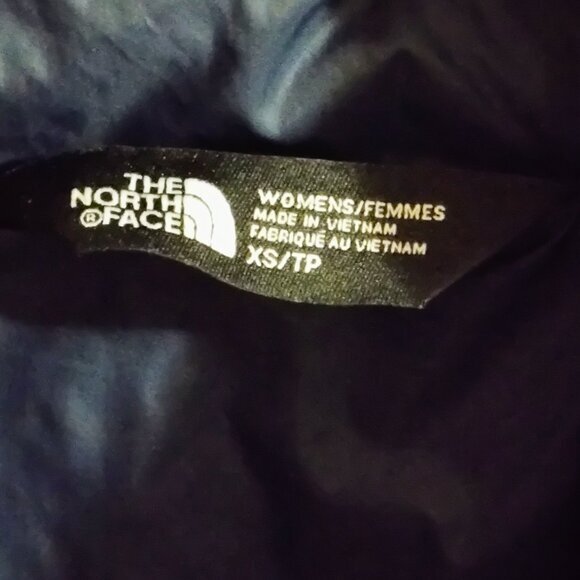 THE
NORTH
®FACE
WOMENS/FEMMES
MADE IN VIETNAM
FABRIQUÉ AU VIETNAM
XS/TP